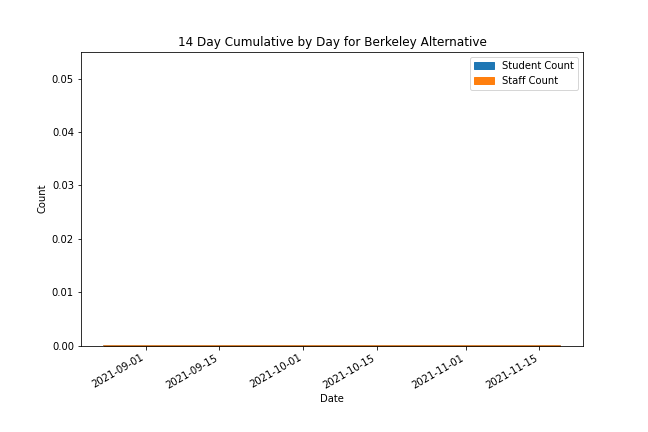 14 Day Cumulative by Day for Berkeley Alternative
Student Count
Staff Count
0.05
0.04
0.03
0.02
0.01
0.00
Count
2021-09-01
2021-09-15
2021-10-01
2021-10-15
2021-11-01
2021-11-15
Date